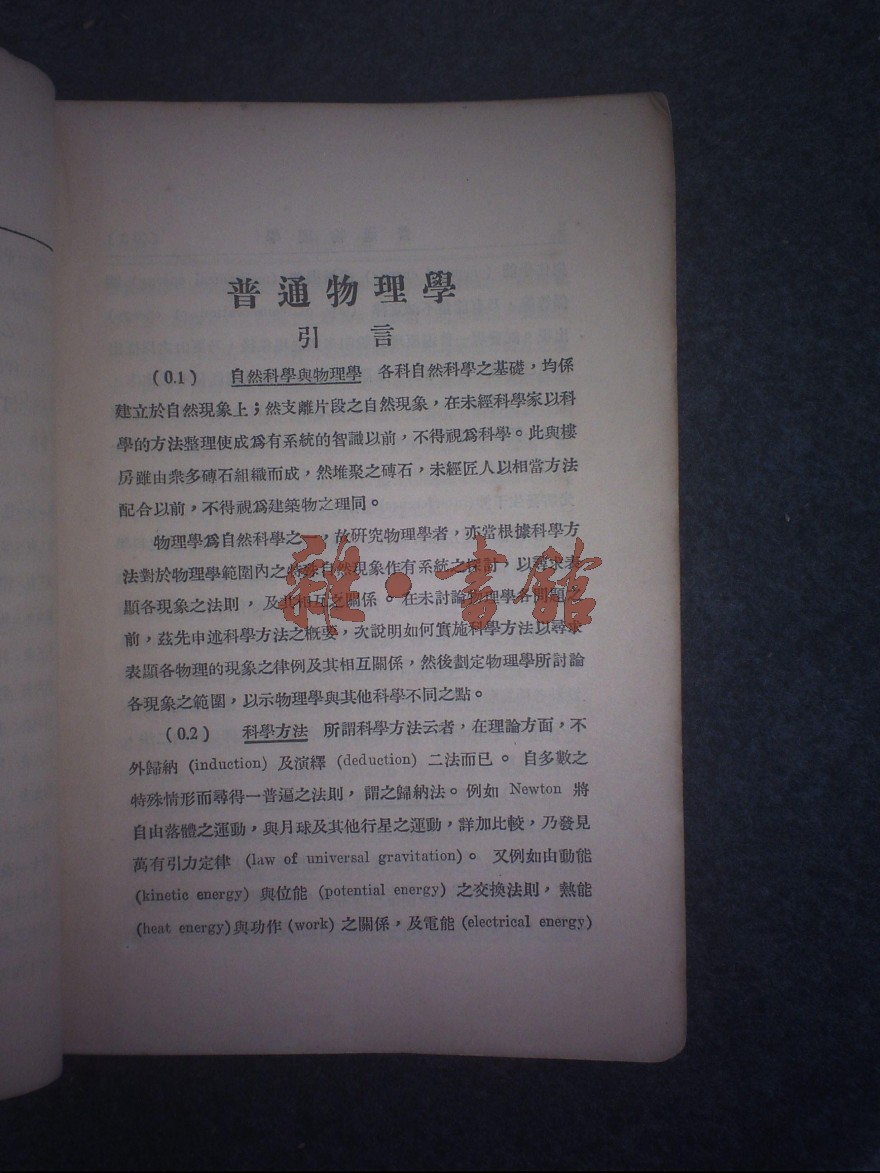 普通物理學
引言
(0.1) 自然科學與物理學 各科自然科學之基礎，均係
建立於自然現象上；然支離片段之自然現象，在未經科學家以科
學的方法整理使成爲有系統的智識以前，不得視爲科學。此與樓
房雖由衆多磚石組織而成，然堆聚之磚石，未經匠人以相當方法
配合以前，不得視爲建築物之理同。
物理學爲自然科學之一，故硏究物理學者，亦當根據科學方
法對於物理學範圍內之特殊自然現象作有系統之探討，以尋求表
顯各現象之法則，及其相互之關係。在未討論物理學各問題之
前，茲先申述科學方法之概要，次說明如何實施科學方法以尋求
表顯各物理的現象之律例及其相互關係，然後劃定物理學所討論
各現象之範圍，以示物理學與其他科學不同之點。
(0.2) 科學方法 所謂科學方法云者，在理論方面，不
外歸納 (induction) 及演繹 (deduction) 二法而已。自多數之
特殊情形而尋得一普遍之法則，謂之歸納法。例如 Newton 將
自由落體之運動，與月球及其他行星之運動，詳加比較，乃發見
萬有引力定律 (law of universal gravitation)。又例如由動能
(kinetic energy) 與位能 (potential energy) 之交換法則，熱能
(heat energy)與功作 (work) 之關係，及電能 (electrical energy)
雜·書館